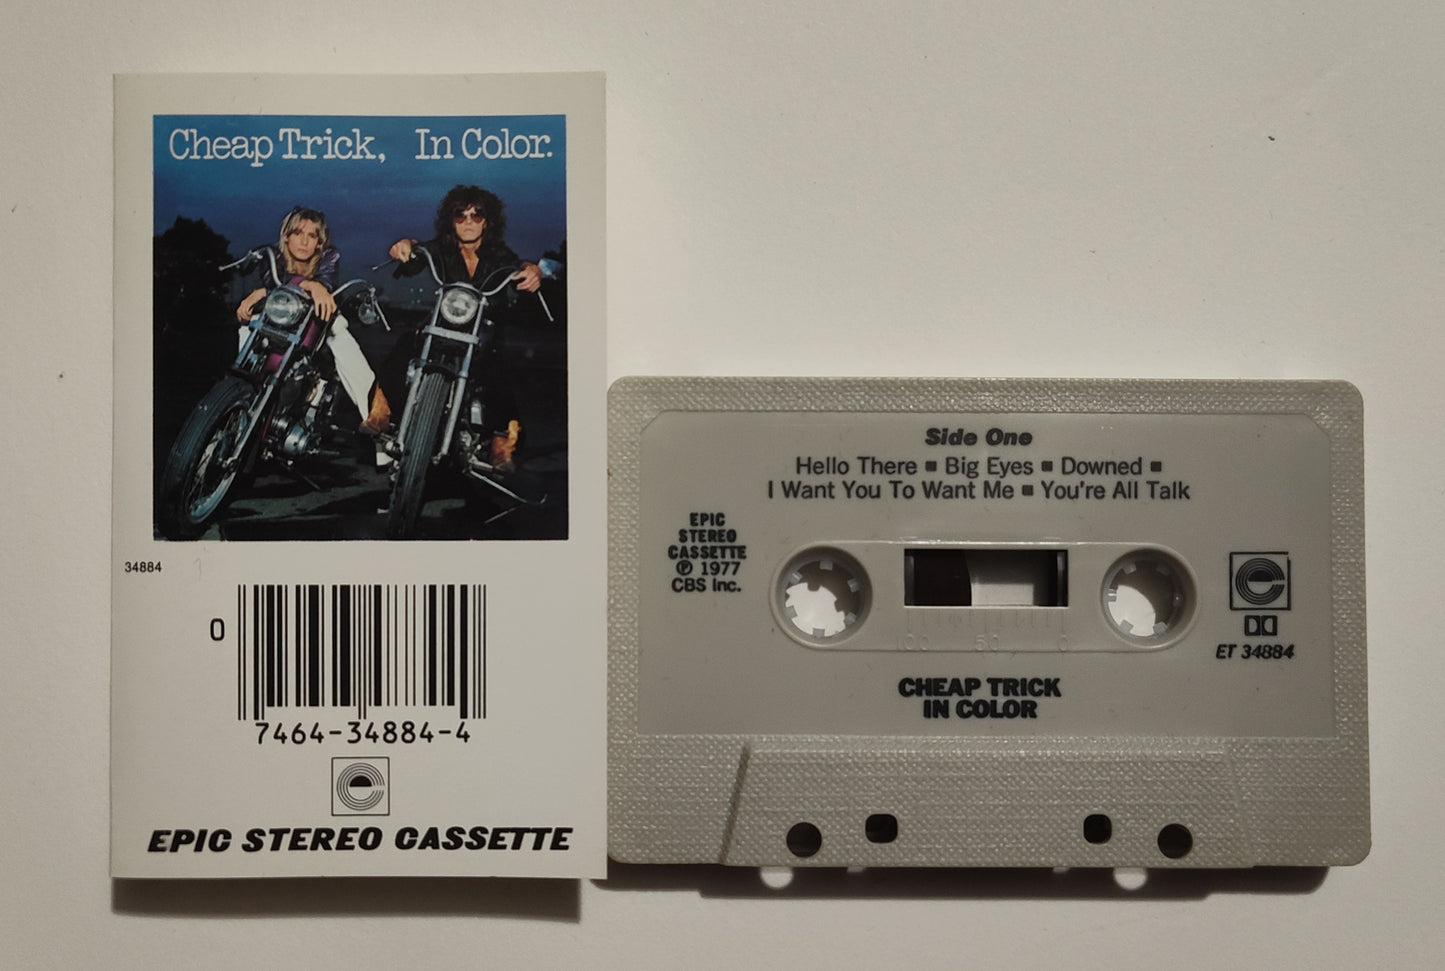 Cheap Trick, In Color.
34884
0
7464-34884-4
EPIC STEREO CASSETTE
Side One
Hello There ▪ Big Eyes ▪ Downed ▪
I Want You To Want Me ▪ You're All Talk
EPIC
STEREO
CASSETTE
℗ 1977
CBS Inc.
100 50 0
ET 34884
CHEAP TRICK
IN COLOR